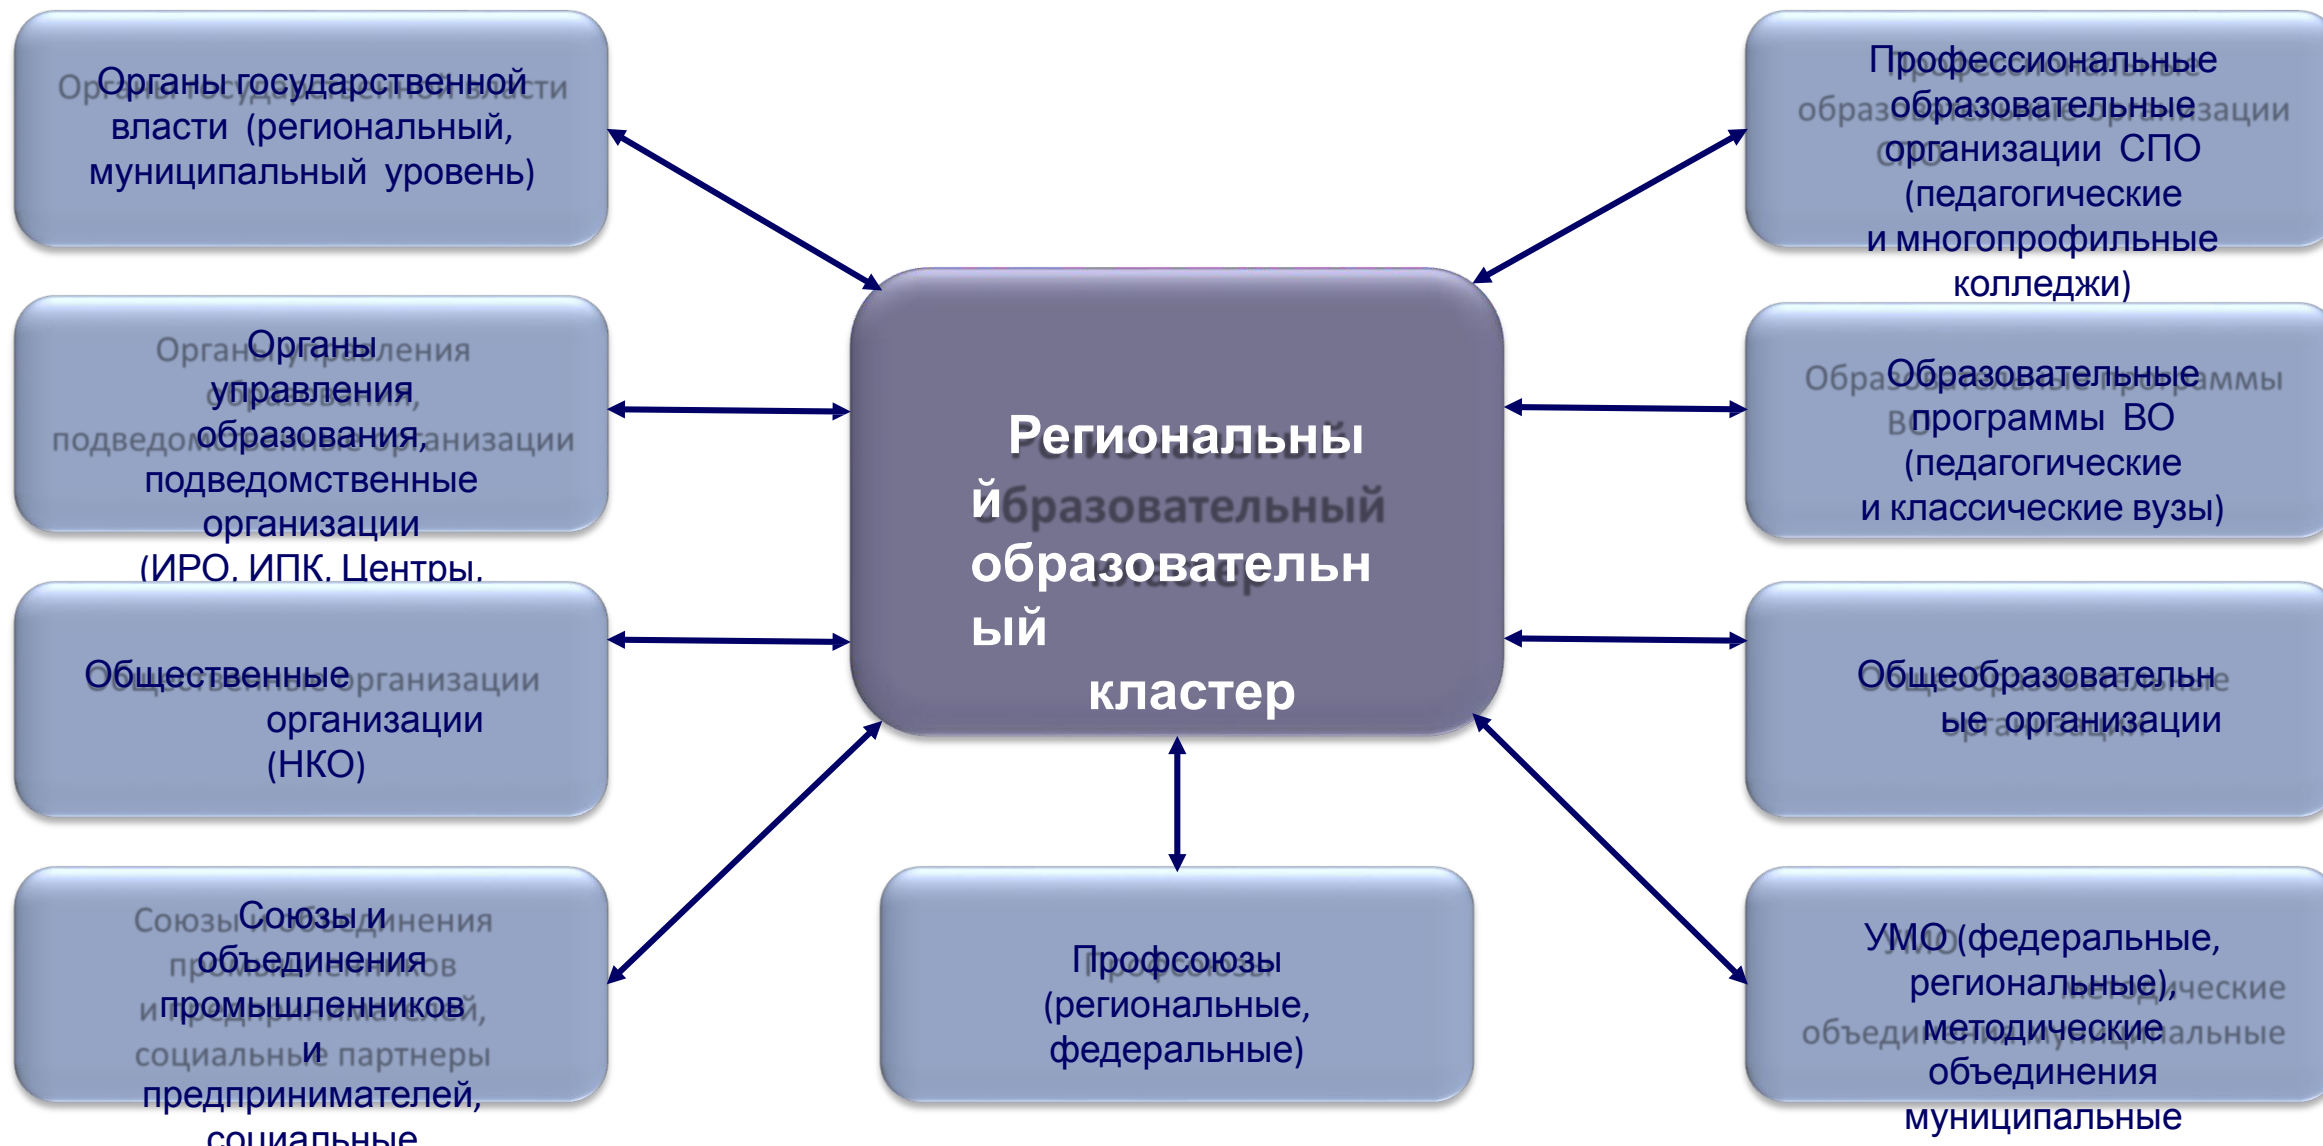 Органы государственной
власти (региональный,
муниципальный уровень)
Органы
управления
образования,
подведомственные
организации
(ИРО, ИПК, Центры,
Общественные
организации
(НКО)
Союзы и
объединения
промышленников
и
предпринимателей,
социальные
Региональны
й
образовательн
ый
кластер
Профсоюзы
(региональные,
федеральные)
Профессиональные
образовательные
организации СПО
(педагогические
и многопрофильные
колледжи)
Образовательные
программы ВО
(педагогические
и классические вузы)
Общеобразовательн
ые организации
УМО (федеральные,
региональные),
методические
объединения
муниципальные